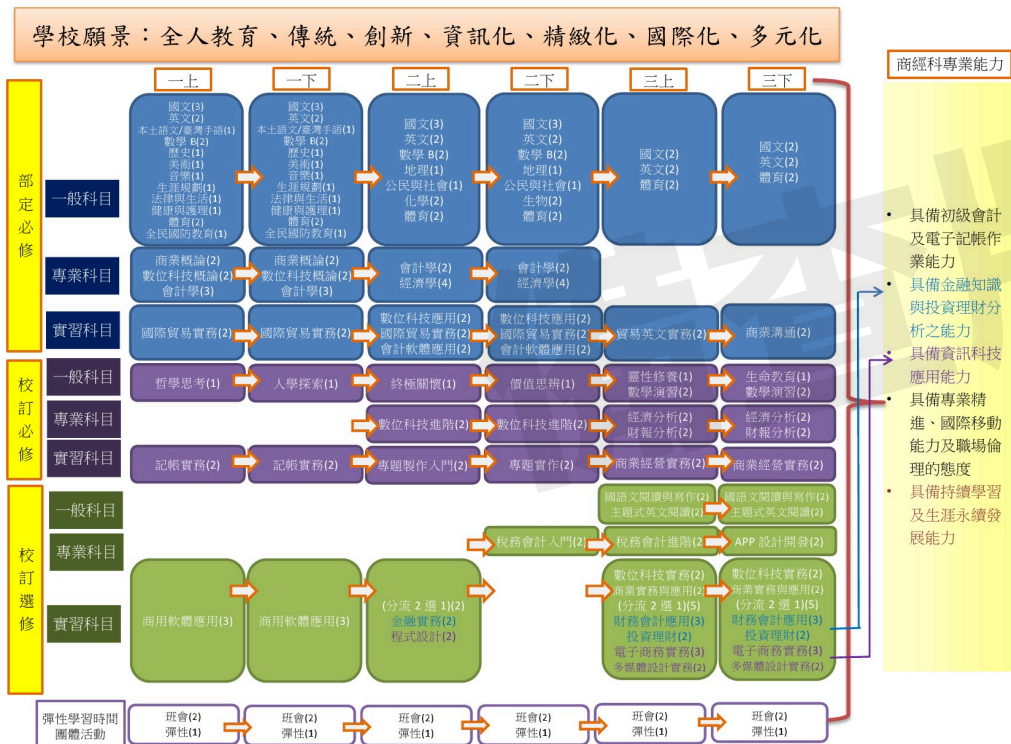 學校願景：全人教育、傳統、創新、資訊化、精緻化、國際化、多元化
一上
一下
二上
二下
三上
三下
商經科專業能力
部定必修
一般科目
國文(3)
英文(2)
本土語文/臺灣手語(1)
數學 B(2)
歷史(1)
美術(1)
音樂(1)
生涯規劃(1)
法律與生活(1)
健康與護理(1)
體育(2)
全民國防教育(1)
國文(3)
英文(2)
本土語文/臺灣手語(1)
數學 B(2)
歷史(1)
美術(1)
音樂(1)
生涯規劃(1)
法律與生活(1)
健康與護理(1)
體育(2)
全民國防教育(1)
國文(3)
英文(2)
數學 B(2)
地理(1)
公民與社會(1)
化學(2)
體育(2)
國文(3)
英文(2)
數學 B(2)
地理(1)
公民與社會(1)
生物(2)
體育(2)
國文(2)
英文(2)
體育(2)
國文(2)
英文(2)
體育(2)
專業科目
商業概論(2)
數位科技概論(2)
會計學(3)
商業概論(2)
數位科技概論(2)
會計學(3)
會計學(2)
經濟學(4)
會計學(2)
經濟學(4)
實習科目
國際貿易實務(2)
國際貿易實務(2)
數位科技應用(2)
國際貿易實務(2)
會計軟體應用(2)
數位科技應用(2)
國際貿易實務(2)
會計軟體應用(2)
貿易英文實務(2)
商業溝通(2)
校訂必修
一般科目
哲學思考(1)
人學探索(1)
終極關懷(1)
價值思辨(1)
靈性修養(1)
數學演習(2)
生命教育(1)
數學演習(2)
專業科目
數位科技進階(2)
數位科技進階(2)
經濟分析(2)
財報分析(2)
經濟分析(2)
財報分析(2)
實習科目
記帳實務(2)
記帳實務(2)
專題製作入門(2)
專題實作(2)
商業經營實務(2)
商業經營實務(2)
校訂選修
一般科目
國語文閱讀與寫作(2)
主題式英文閱讀(2)
國語文閱讀與寫作(2)
主題式英文閱讀(2)
專業科目
稅務會計入門(2)
稅務會計進階(2)
APP 設計開發(2)
實習科目
商用軟體應用(3)
商用軟體應用(3)
(分流 2 選 1)(2)
金融實務(2)
程式設計(2)
數位科技實務(2)
商業實務與應用(2)
(分流 2 選 1)(5)
財務會計應用(3)
投資理財(2)
電子商務實務(3)
多媒體設計實務(2)
數位科技實務(2)
商業實務與應用(2)
(分流 2 選 1)(5)
財務會計應用(3)
投資理財(2)
電子商務實務(3)
多媒體設計實務(2)
彈性學習時間
團體活動
班會(2)
彈性(1)
班會(2)
彈性(1)
班會(2)
彈性(1)
班會(2)
彈性(1)
班會(2)
彈性(1)
班會(2)
彈性(1)
• 具備初級會計
及電子記帳作
業能力
• 具備金融知識
與投資理財分
析之能力
• 具備資訊科技
應用能力
• 具備專業精
進、國際移動
能力及職場倫
理的態度
• 具備持續學習
及生涯永續發
展能力